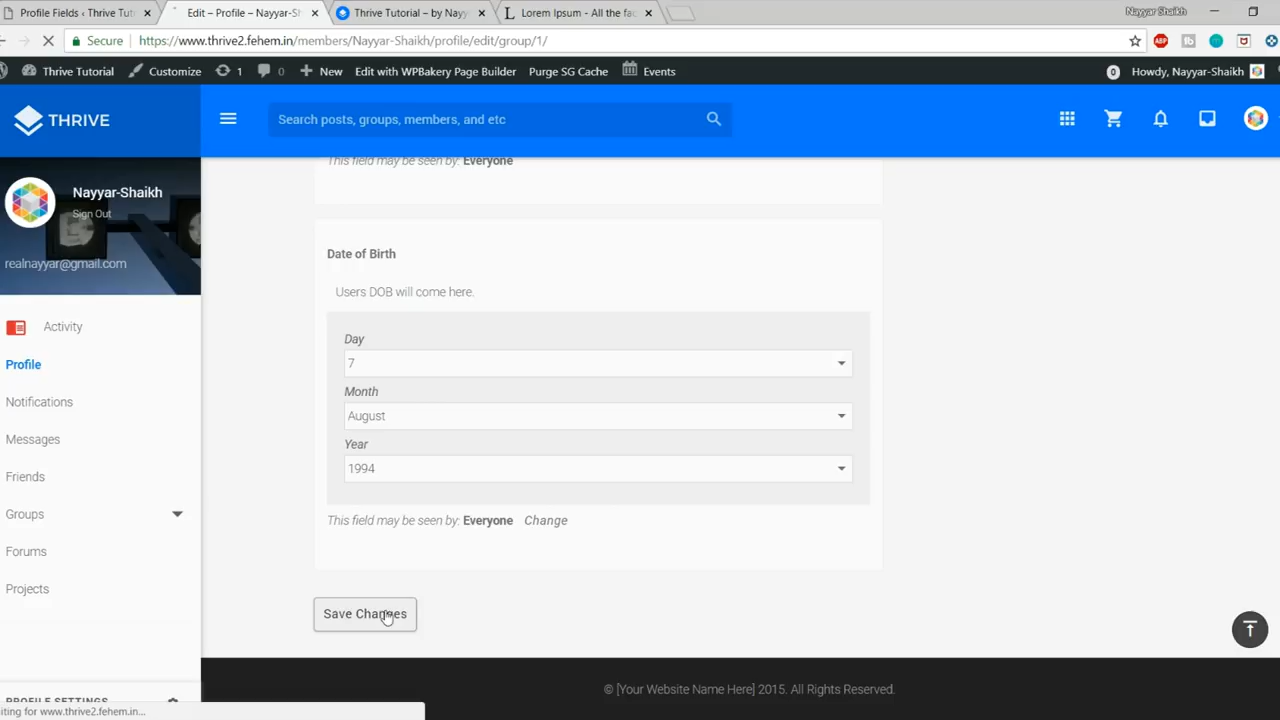 Profile Fields ‹ Thrive Tut
Edit – Profile – Nayyar-Sh
Thrive Tutorial – by Nayy
Lorem Ipsum - All the fac
Nayyar Shaikh
Secure https://www.thrive2.fehem.in/members/Nayyar-Shaikh/profile/edit/group/1/
ABP
Thrive Tutorial Customize 1 0 New Edit with WPBakery Page Builder Purge SG Cache Events 0 Howdy, Nayyar-Shaikh
THRIVE
Search posts, groups, members, and etc
This field may be seen by: Everyone
Nayyar-Shaikh
Sign Out
realnayyar@gmail.com
Date of Birth
Users DOB will come here.
Activity
Day
Profile
7
Month
Notifications
August
Messages
Year
Friends
1994
Groups
This field may be seen by: Everyone Change
Forums
Projects
Save Changes
PROFILE SETTINGS
© [Your Website Name Here] 2015. All Rights Reserved.
iting for www.thrive2.fehem.in...